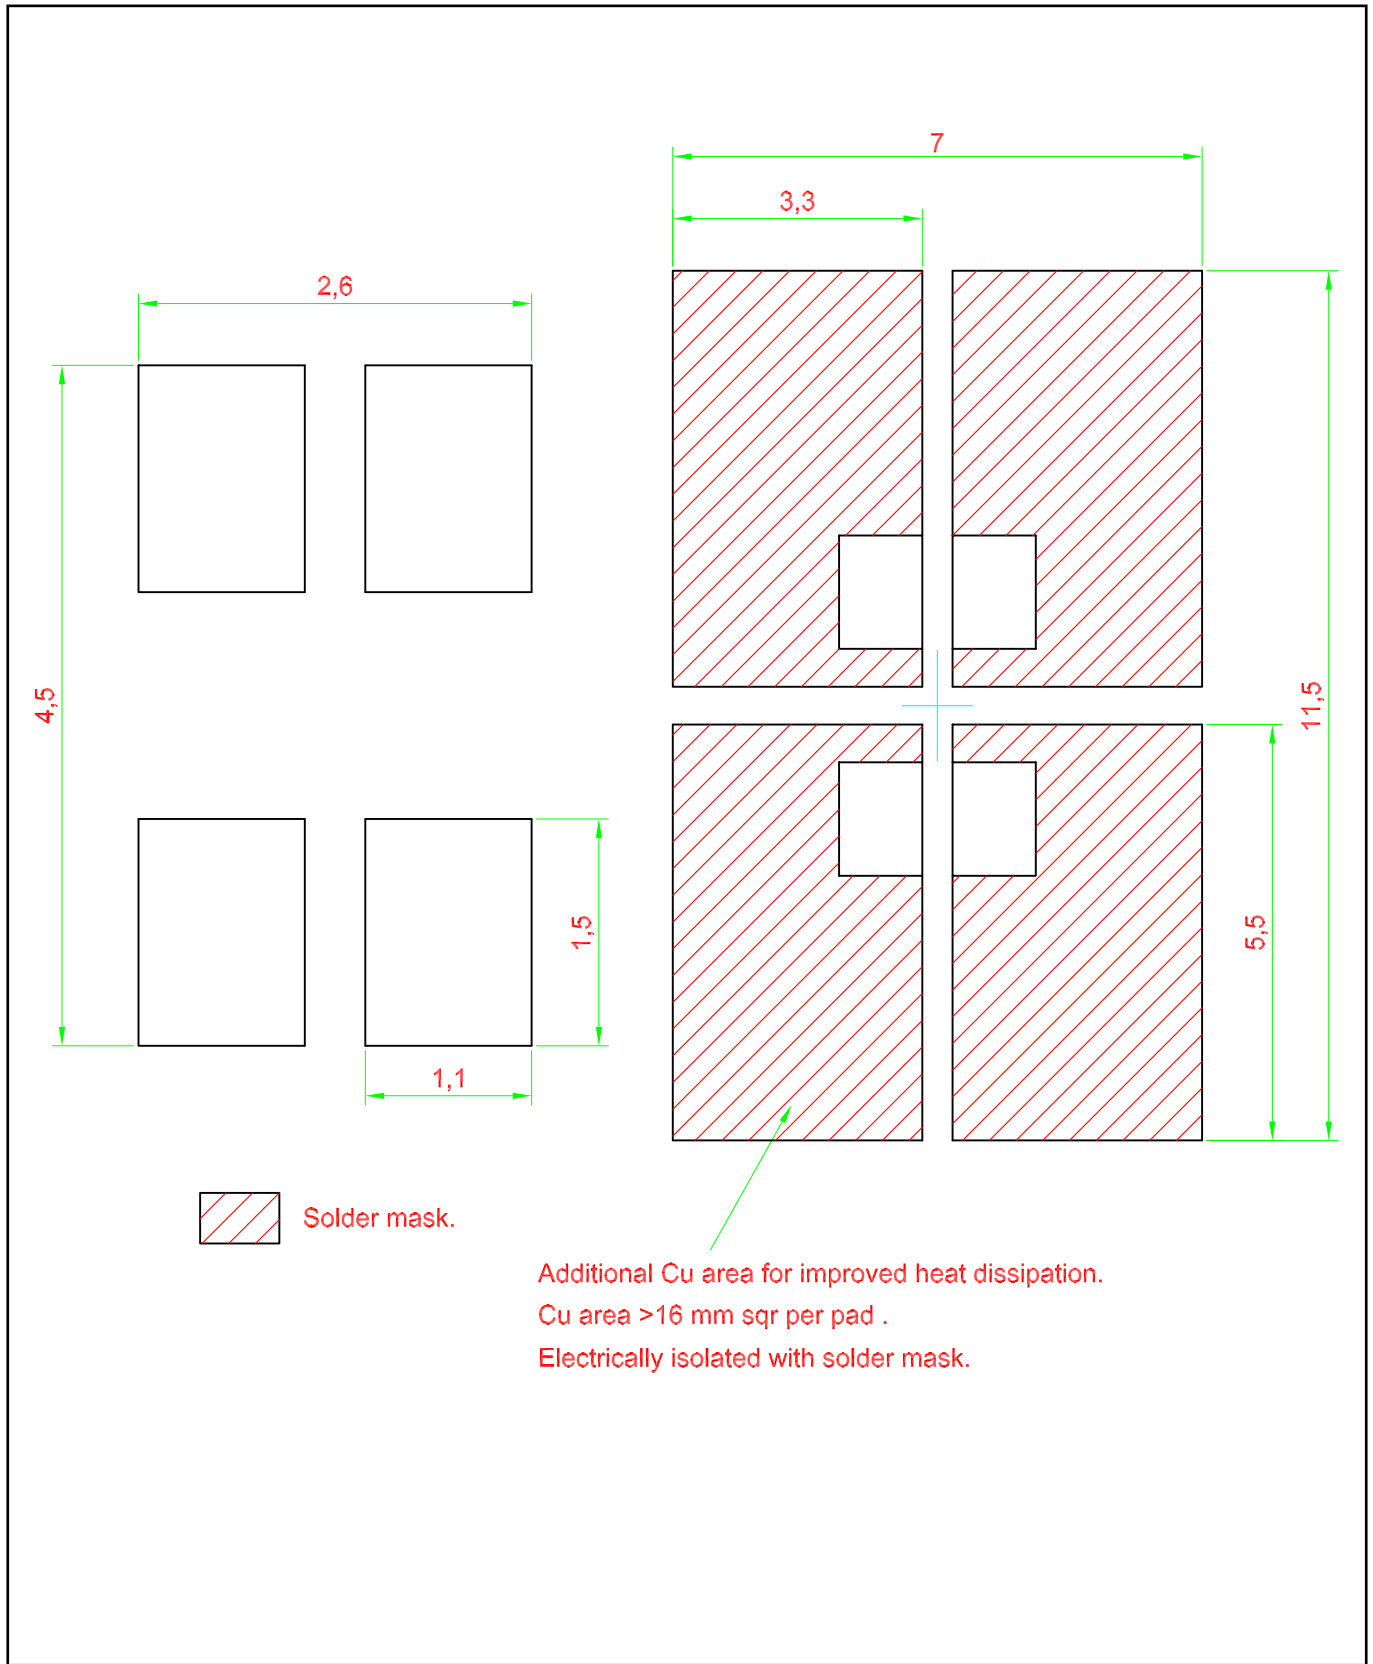 7
3,3
2,6
4,5
11,5
1,5
5,5
1,1
Solder mask.
Additional Cu area for improved heat dissipation.
Cu area >16 mm sqr per pad .
Electrically isolated with solder mask.